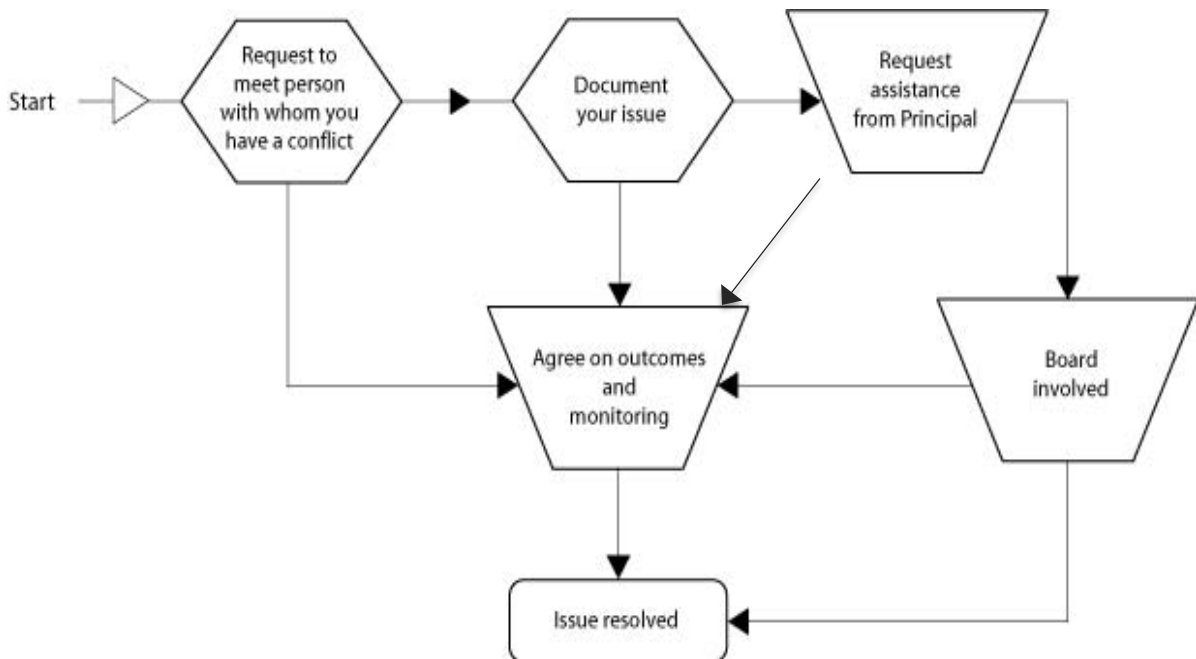 Start
Request to
meet person
with whom you
have a conflict
Document
your issue
Request
assistance
from Principal
Agree on outcomes
and
monitoring
Board
involved
Issue resolved